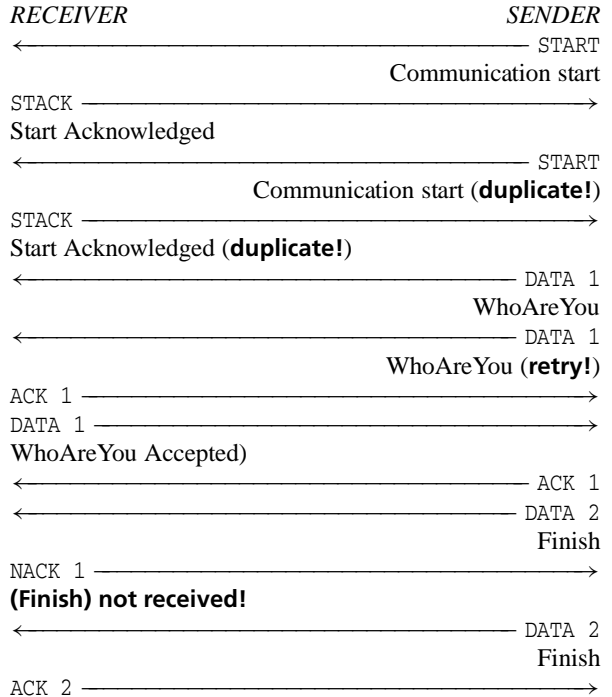 RECEIVER SENDER
START
Communication start
STACK
Start Acknowledged
START
Communication start (duplicate!)
STACK
Start Acknowledged (duplicate!)
DATA 1
WhoAreYou
DATA 1
WhoAreYou (retry!)
ACK 1
DATA 1
WhoAreYou Accepted)
ACK 1
DATA 2
Finish
NACK 1
(Finish) not received!
DATA 2
Finish
ACK 2